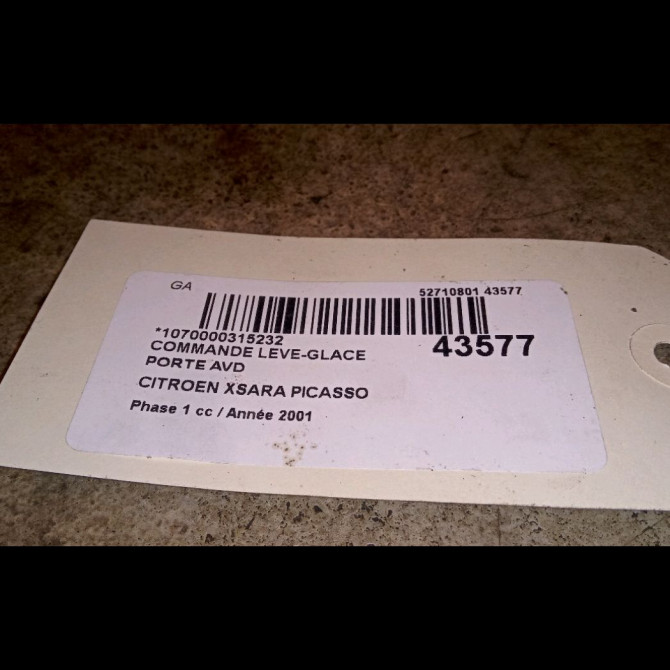 GA
52710801 43577
*1070000315232
43577
COMMANDE LEVE-GLACE
PORTE AVD
CITROEN XSARA PICASSO
Phase 1 cc / Année 2001